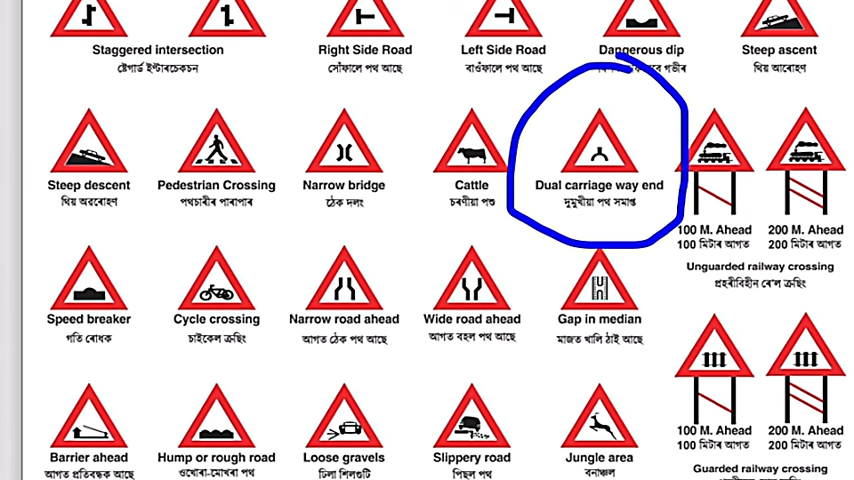 Staggered intersection
ষ্টেগাৰ্ড ইণ্টাৰচেকচন
Right Side Road
সোঁফালে পথ আছে
Left Side Road
বাওঁফালে পথ আছে
Dangerous dip
গভীৰ
Steep ascent
থিয় আৰোহণ
Steep descent
থিয় অৱৰোহণ
Pedestrian Crossing
পথচাৰীৰ পাৰাপাৰ
Narrow bridge
ঠেক দলং
Cattle
চৰণীয়া পশু
Dual carriage way end
দুমুখীয়া পথ সমাপ্ত
100 M. Ahead
100 মিটাৰ আগত
200 M. Ahead
200 মিটাৰ আগত
Unguarded railway crossing
প্ৰহৰীবিহীন ৰে'ল ক্ৰছিং
Speed breaker
গতি ৰোধক
Cycle crossing
চাইকেল ক্ৰছিং
Narrow road ahead
আগত ঠেক পথ আছে
Wide road ahead
আগত বহল পথ আছে
Gap in median
মাজত খালি ঠাই আছে
100 M. Ahead
100 মিটাৰ আগত
200 M. Ahead
200 মিটাৰ আগত
Guarded railway crossing
Barrier ahead
আগত প্ৰতিবন্ধক আছে
Hump or rough road
ওখোৰা-মোখৰা পথ
Loose gravels
ঢিলা শিলগুটি
Slippery road
পিছল পথ
Jungle area
বনাঞ্চল